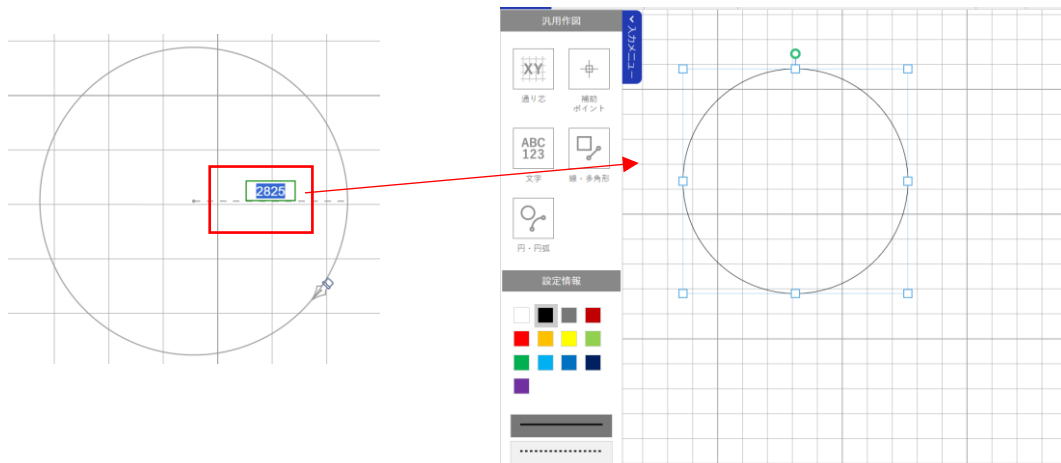 2825
汎用作図
く入力メニュー
XY
通り芯
補助
ポイント
ABC
123
文字
線・多角形
円・円弧
設定情報